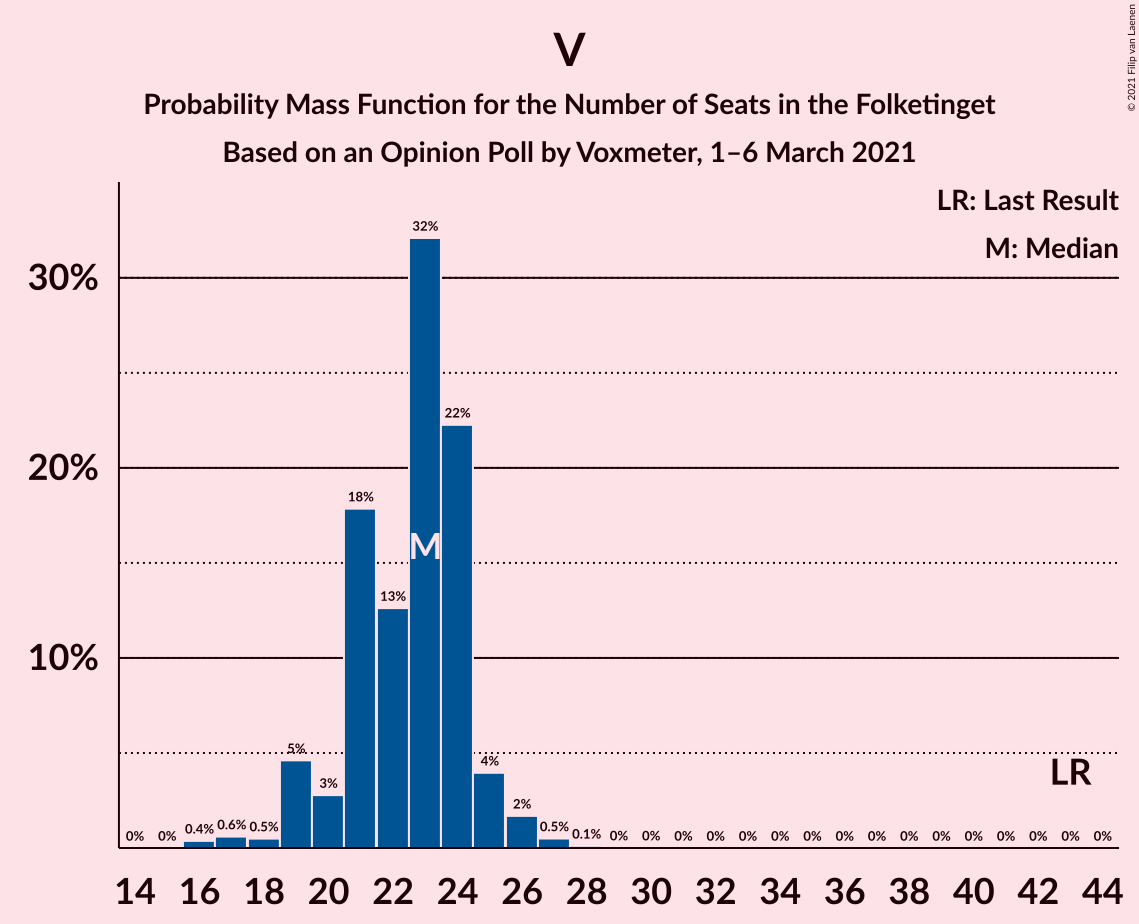 V
Probability Mass Function for the Number of Seats in the Folketinget
Based on an Opinion Poll by Voxmeter, 1–6 March 2021
© 2021 Filip van Laenen
LR: Last Result
M: Median
30%
20%
10%
0% 0% 0.4% 0.6% 0.5% 5% 3% 18% 13% 32% 22% 4% 2% 0.5% 0.1% 0% 0% 0% 0% 0% 0% 0% 0% 0% 0% 0% 0% 0% 0% 0% 0%
M
LR
14 16 18 20 22 24 26 28 30 32 34 36 38 40 42 44